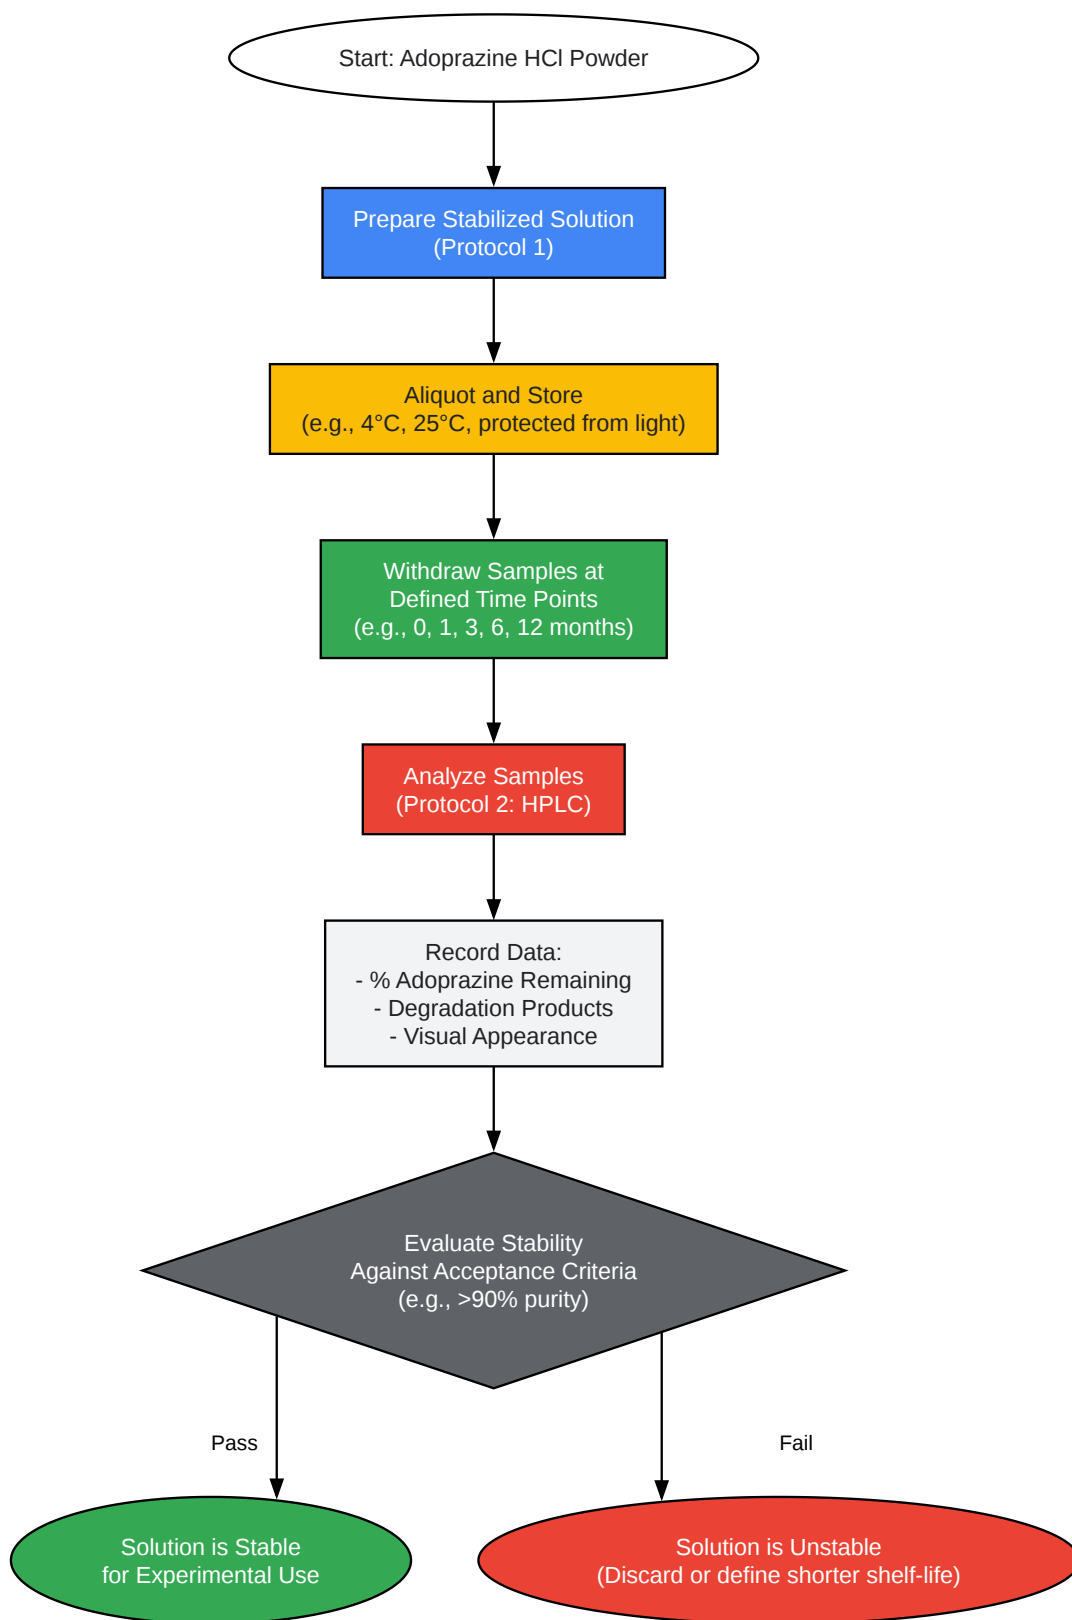 Start: Adoprazine HCl Powder
Prepare Stabilized Solution
(Protocol 1)
Aliquot and Store
(e.g., 4°C, 25°C, protected from light)
Withdraw Samples at
Defined Time Points
(e.g., 0, 1, 3, 6, 12 months)
Analyze Samples
(Protocol 2: HPLC)
Record Data:
- % Adoprazine Remaining
- Degradation Products
- Visual Appearance
Evaluate Stability
Against Acceptance Criteria
(e.g., >90% purity)
Pass
Fail
Solution is Stable
for Experimental Use
Solution is Unstable
(Discard or define shorter shelf-life)